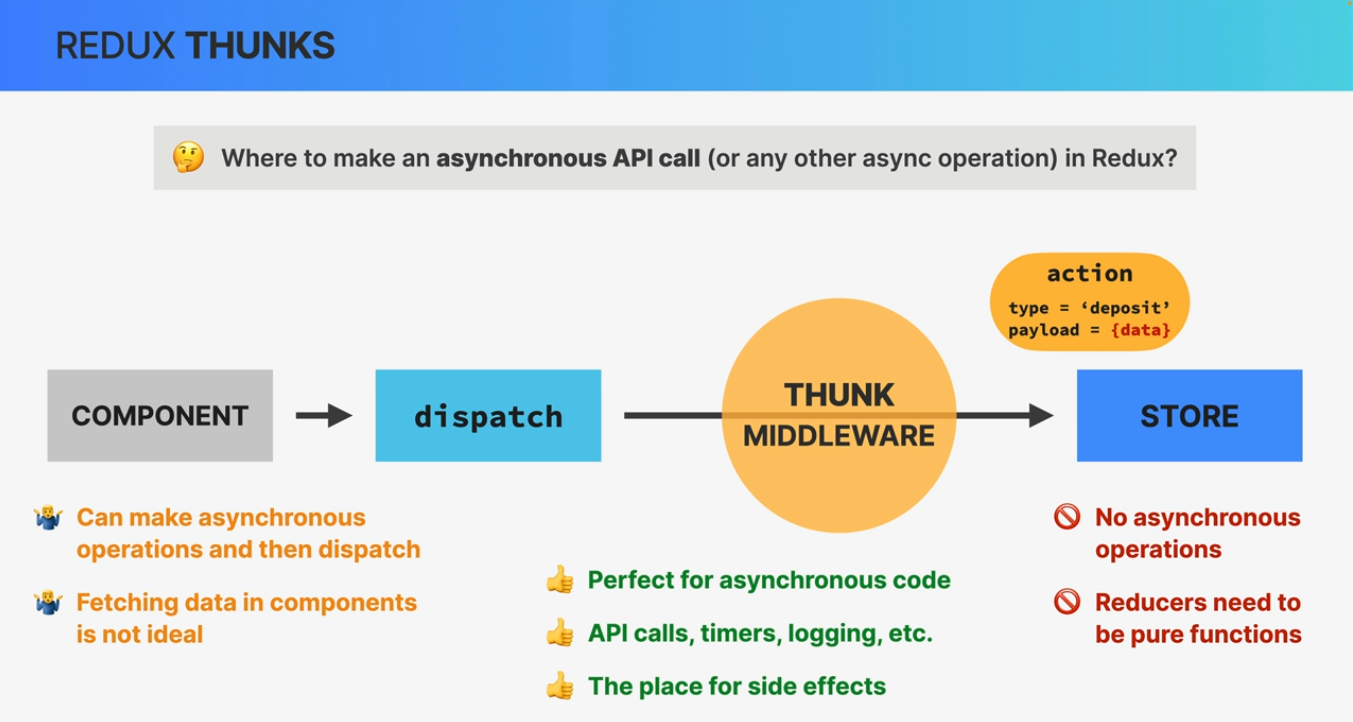 REDUX THUNKS
🤔 Where to make an asynchronous API call (or any other async operation) in Redux?
action
type = ‘deposit’
payload = {data}
COMPONENT
dispatch
THUNK
MIDDLEWARE
STORE
🤷‍♂️ Can make asynchronous
operations and then dispatch
🤷‍♂️ Fetching data in components
is not ideal
👍 Perfect for asynchronous code
👍 API calls, timers, logging, etc.
👍 The place for side effects
🚫 No asynchronous
operations
🚫 Reducers need to
be pure functions